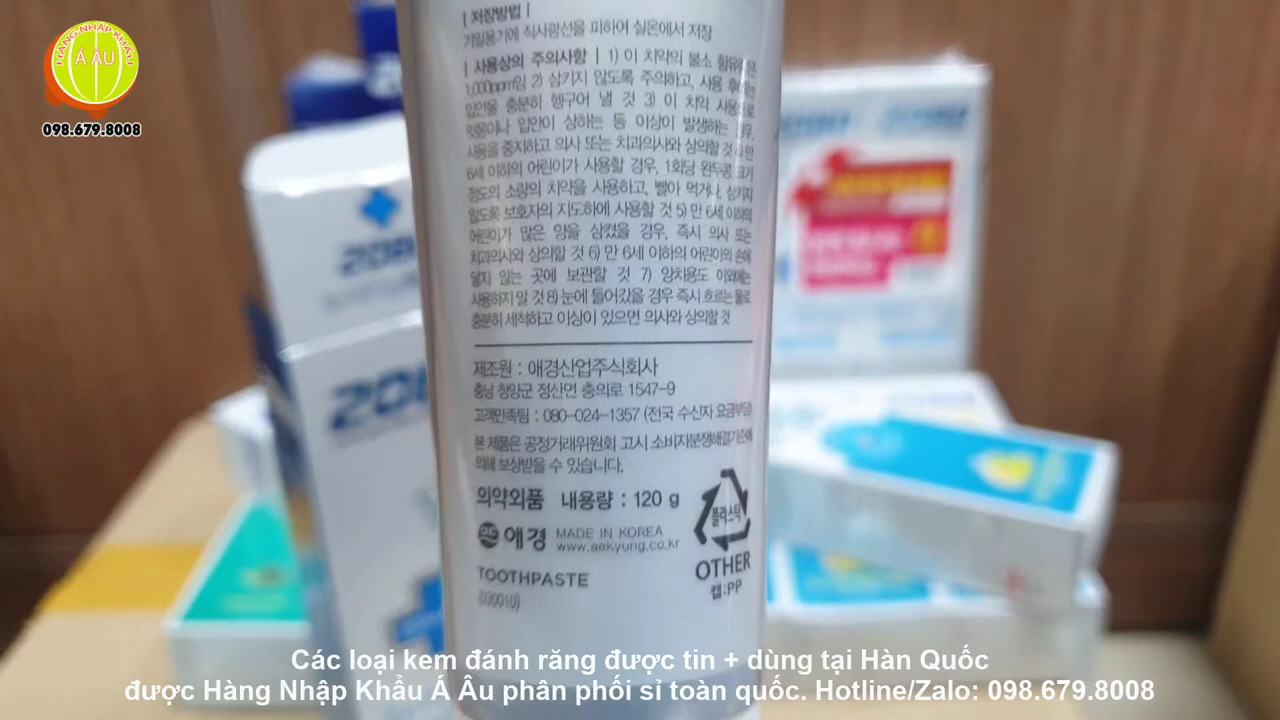 HÀNG NHẬP KHẨU
Á ÂU
098.679.8008
| 저장방법 |
기밀용기에 직사광선을 피하여 실온에서 저장
| 사용상의 주의사항 | 1) 이 치약의 불소 함유량은
1,000ppm임 2) 삼키지 않도록 주의하고, 사용 후에는
입안을 충분히 헹구어 낼 것 3) 이 치약 사용으로
잇몸이나 입안이 상하는 등 이상이 발생하는 경우,
사용을 중지하고 의사 또는 치과의사와 상의할 것 4) 만
6세 이하의 어린이가 사용할 경우, 1회당 완두콩 크기
정도의 소량의 치약을 사용하고, 빨아 먹거나, 삼키지
않도록 보호자의 지도하에 사용할 것 5) 만 6세 이하의
어린이가 많은 양을 삼켰을 경우, 즉시 의사 또는
치과의사와 상의할 것 6) 만 6세 이하의 어린이의 손에
닿지 않는 곳에 보관할 것 7) 양치용도 이외에는
사용하지 말 것 8) 눈에 들어갔을 경우 즉시 흐르는 물로
충분히 세척하고 이상이 있으면 의사와 상의할 것
제조원 : 애경산업주식회사
충남 청양군 정산면 충의로 1547-9
고객만족팀 : 080-024-1357 (전국 수신자 요금부담)
본 제품은 공정거래위원회 고시 소비자분쟁해결기준에
의해 보상받을 수 있습니다.
의약외품 내용량 : 120 g
애경 MADE IN KOREA
www.aekyung.co.kr
TOOTHPASTE
플라스틱
OTHER
캡:PP
2080
2080
Các loại kem đánh răng được tin + dùng tại Hàn Quốc
được Hàng Nhập Khẩu Á Âu phân phối sỉ toàn quốc. Hotline/Zalo: 098.679.8008